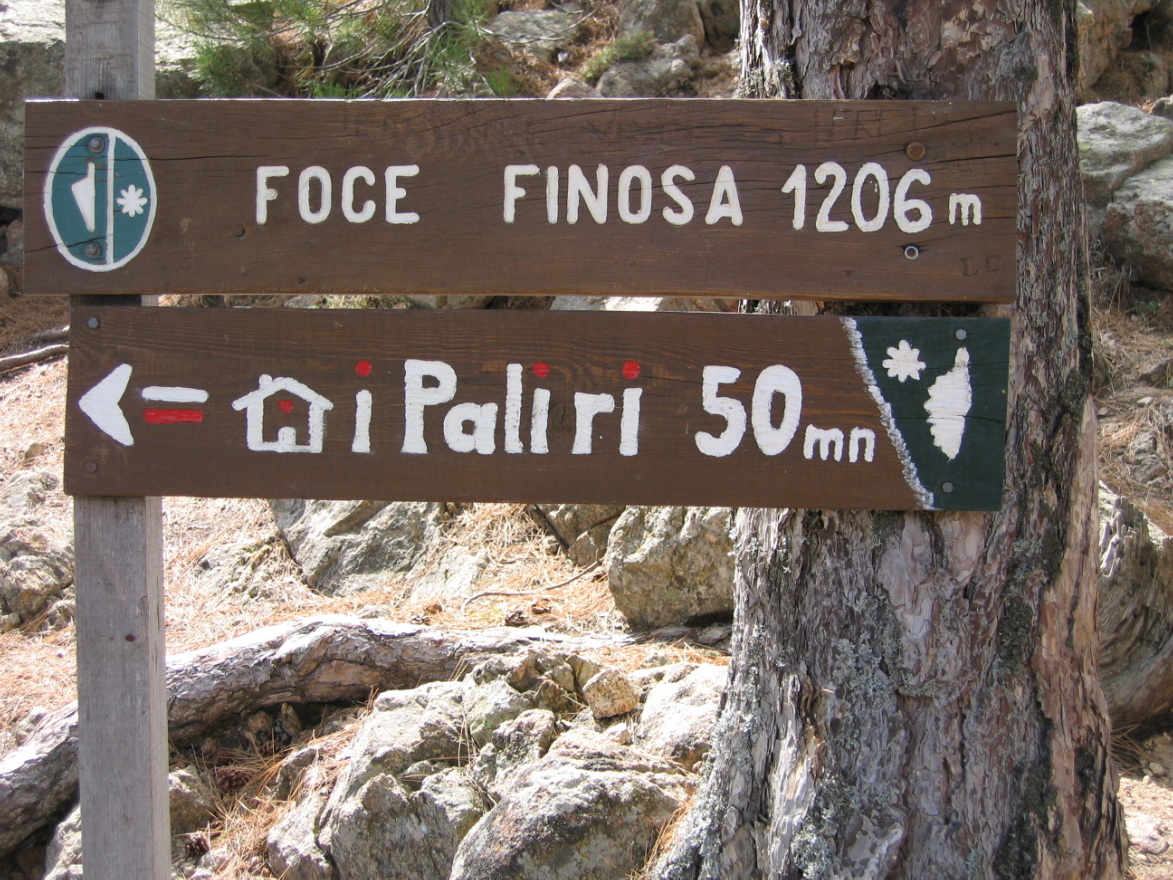 FOCE FINOSA 1206 m
i Paliri 50 mn